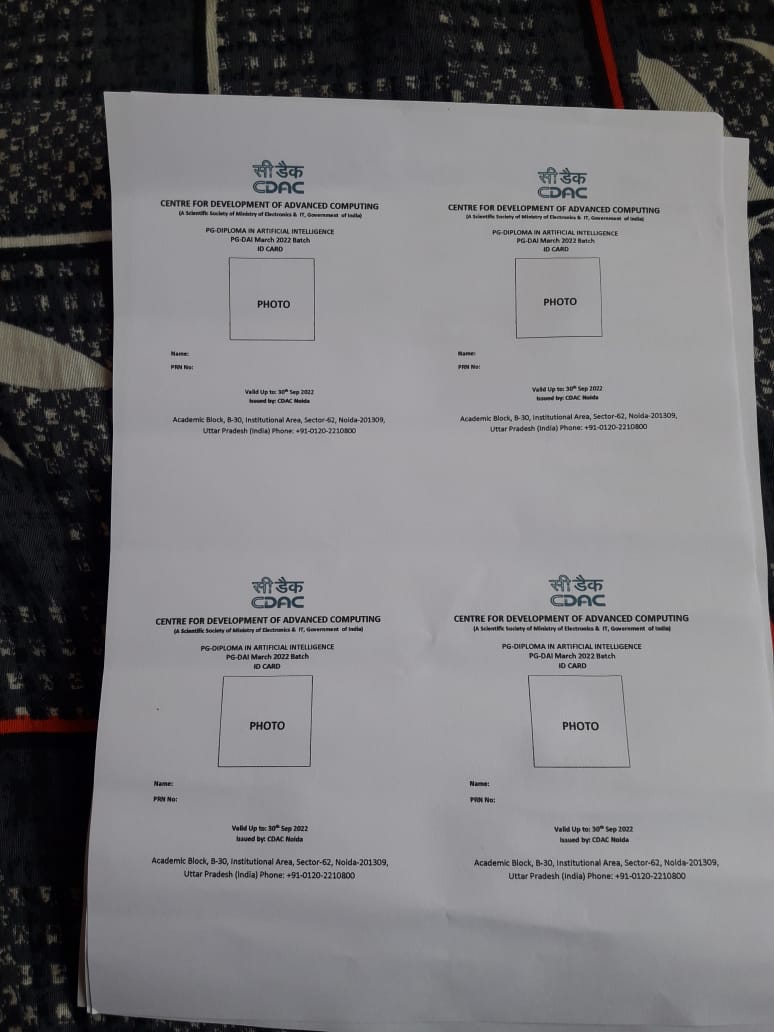 सी डैक
CDAC
CENTRE FOR DEVELOPMENT OF ADVANCED COMPUTING
(A Scientific Society of Ministry of Electronics & IT, Government of India)
PG-DIPLOMA IN ARTIFICIAL INTELLIGENCE
PG-DAI March 2022 Batch
ID CARD
PHOTO
Name:
PRN No:
Valid Up to: 30th Sep 2022
Issued by: CDAC Noida
Academic Block, B-30, Institutional Area, Sector-62, Noida-201309,
Uttar Pradesh (India) Phone: +91-0120-2210800
सी डैक
CDAC
CENTRE FOR DEVELOPMENT OF ADVANCED COMPUTING
(A Scientific Society of Ministry of Electronics & IT, Government of India)
PG-DIPLOMA IN ARTIFICIAL INTELLIGENCE
PG-DAI March 2022 Batch
ID CARD
PHOTO
Name:
PRN No:
Valid Up to: 30th Sep 2022
Issued by: CDAC Noida
Academic Block, B-30, Institutional Area, Sector-62, Noida-201309,
Uttar Pradesh (India) Phone: +91-0120-2210800
सी डैक
CDAC
CENTRE FOR DEVELOPMENT OF ADVANCED COMPUTING
(A Scientific Society of Ministry of Electronics & IT, Government of India)
PG-DIPLOMA IN ARTIFICIAL INTELLIGENCE
PG-DAI March 2022 Batch
ID CARD
PHOTO
Name:
PRN No:
Valid Up to: 30th Sep 2022
Issued by: CDAC Noida
Academic Block, B-30, Institutional Area, Sector-62, Noida-201309,
Uttar Pradesh (India) Phone: +91-0120-2210800
सी डैक
CDAC
CENTRE FOR DEVELOPMENT OF ADVANCED COMPUTING
(A Scientific Society of Ministry of Electronics & IT, Government of India)
PG-DIPLOMA IN ARTIFICIAL INTELLIGENCE
PG-DAI March 2022 Batch
ID CARD
PHOTO
Name:
PRN No:
Valid Up to: 30th Sep 2022
Issued by: CDAC Noida
Academic Block, B-30, Institutional Area, Sector-62, Noida-201309,
Uttar Pradesh (India) Phone: +91-0120-2210800